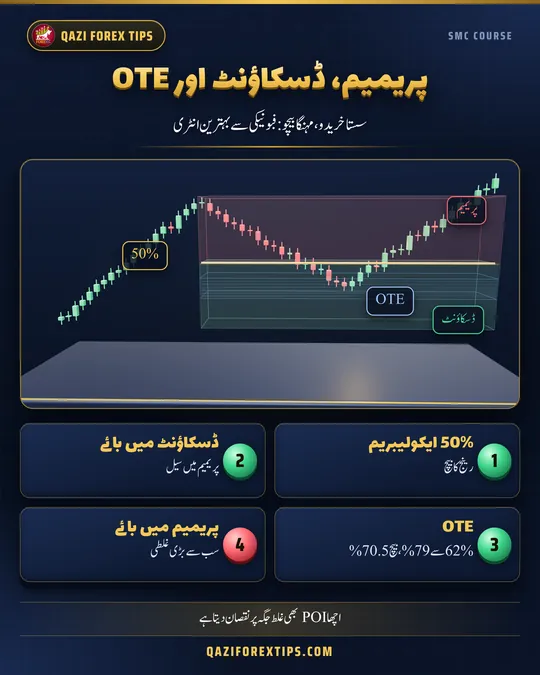 QAZI FOREX TIPS
SMC COURSE
پریمیم، ڈسکاؤنٹ اور OTE
سستا خریدو، مہنگا بیچو: فبوناچی سے بہترین انٹری
پریمیم
50%
OTE
ڈسکاؤنٹ
50% ایکولیبریم
رینج کا بیچ
1
ڈسکاؤنٹ میں بائے
پریمیم میں سیل
2
OTE
62% سے 79%، بیچ 70.5%
3
پریمیم میں بائے
سب سے بڑی غلطی
4
اچھا POI بھی غلط جگہ پر نقصان دیتا ہے
QAZIFOREXTIPS.COM